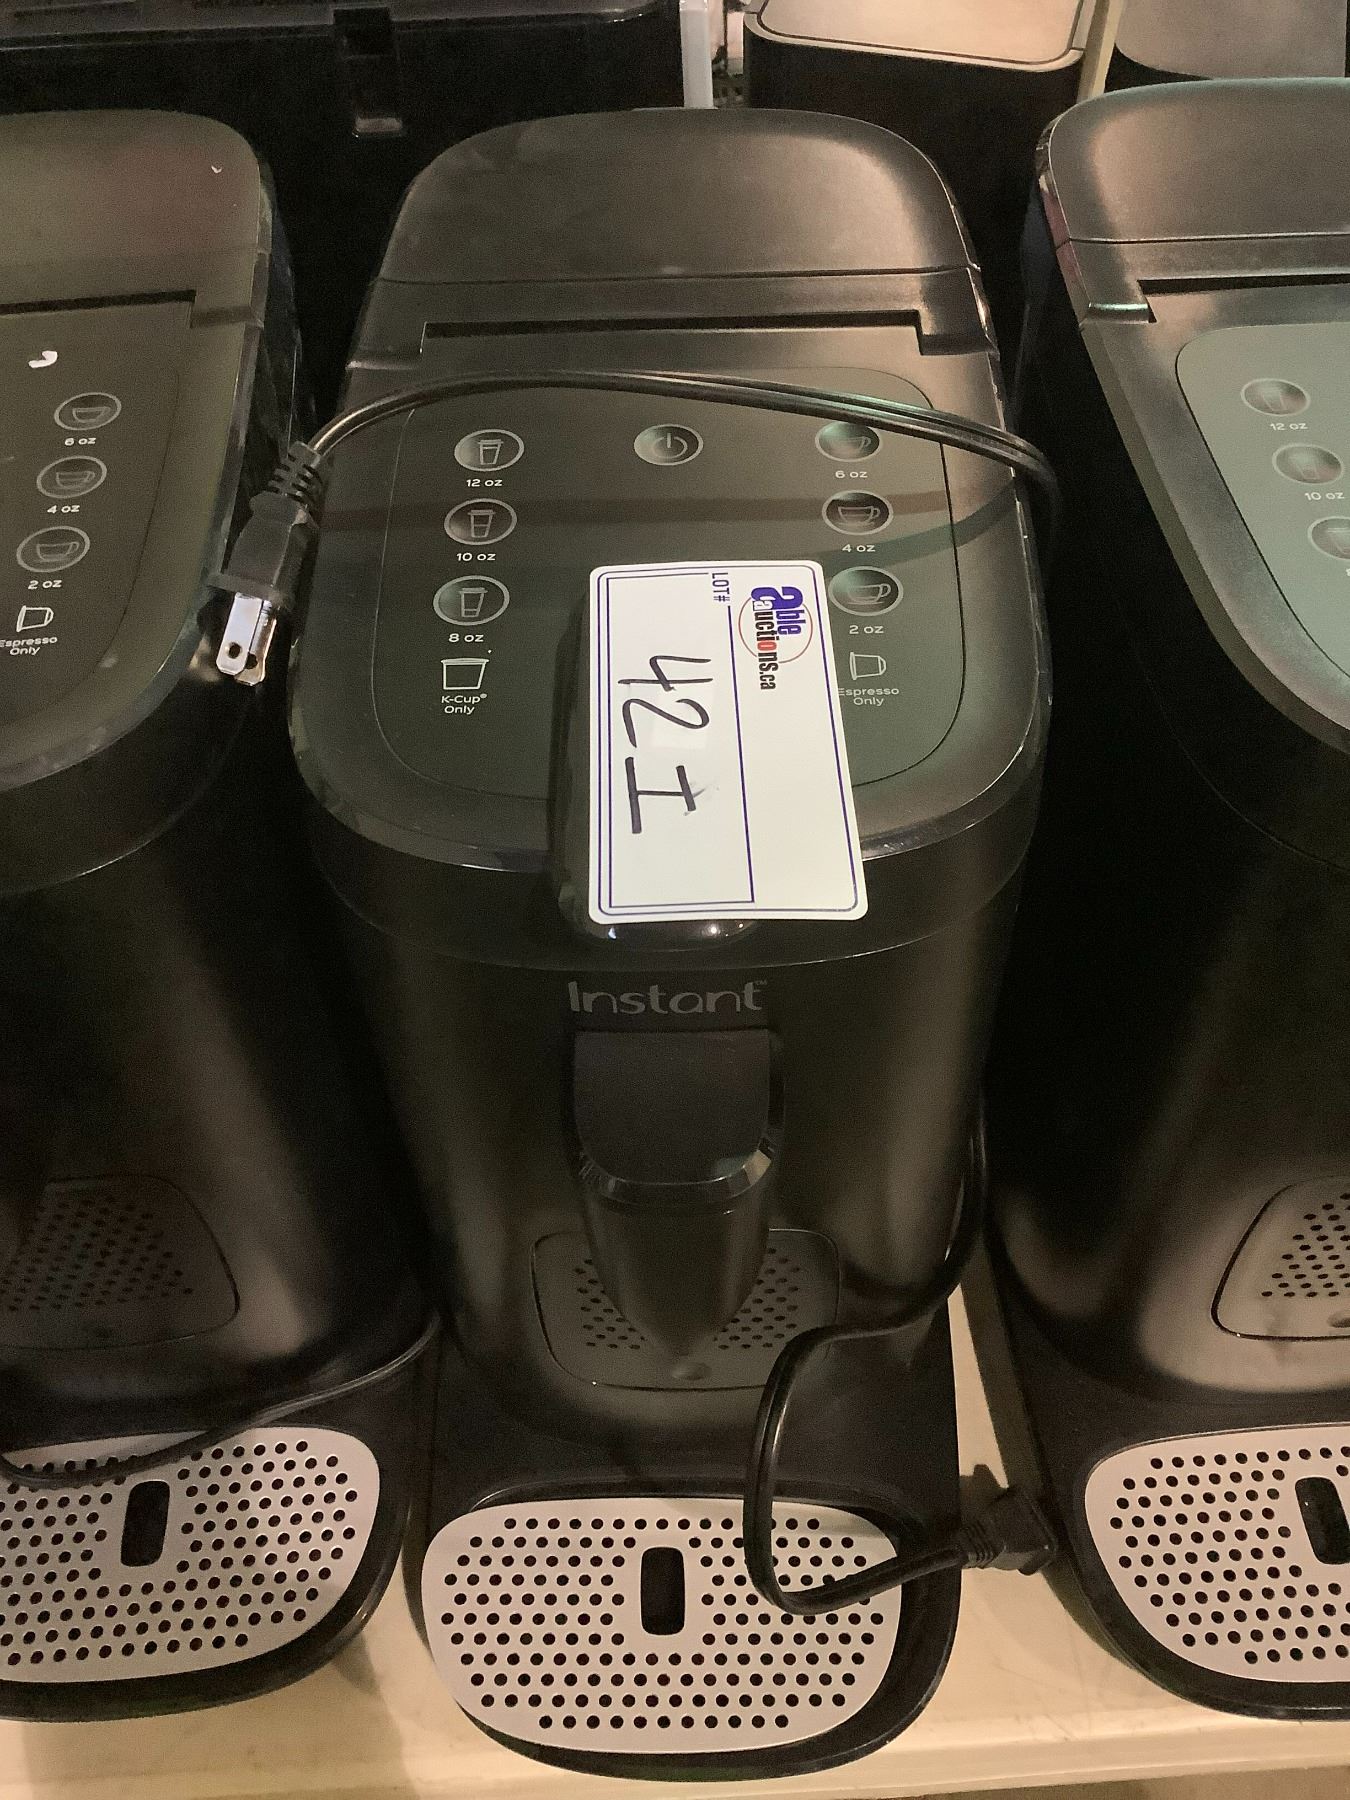 6 oz
4 oz
2 oz
Espresso
Only
12 oz
10 oz
8 oz
K-Cup®
Only
6 oz
4 oz
2 oz
Espresso
Only
able
auctions.ca
LOT#
42I
Instant™
12 oz
10 oz